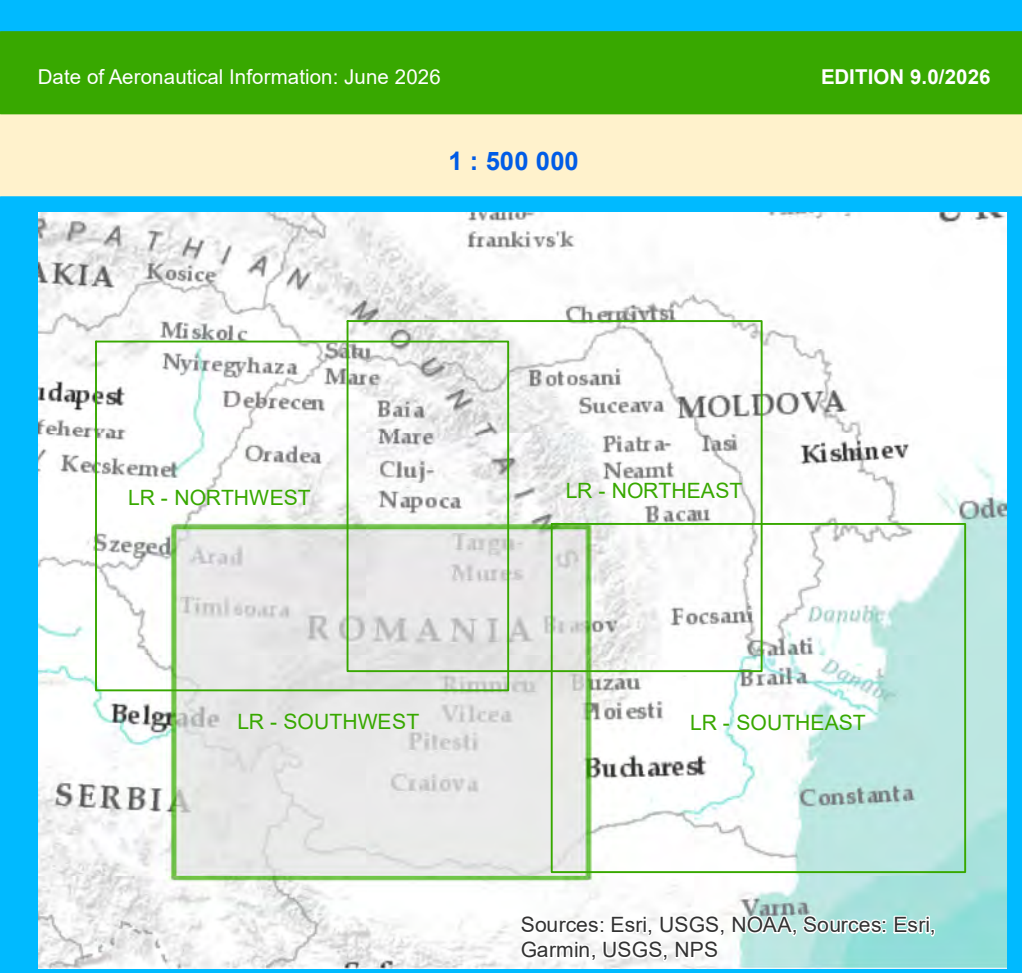 Date of Aeronautical Information: June 2026
EDITION 9.0/2026
1 : 500 000
frankivs'k
CARPATHIAN MOUNTAINS
AKIA
Kosice
Chernivtsi
Miskolc
Satu
Mare
Nyiregyhaza
Botosani
udapest
Debrecen
Baia
Mare
Suceava
MOLDOVA
fehervar
Piatra-
Neamt
Iasi
Kishinev
Kecskemet
Oradea
Cluj-
Napoca
LR - NORTHWEST
LR - NORTHEAST
Bacau
Ode
Szeged
Arad
Targu-
Mures
Timisoara
ROMANIA
Brasov
Focsani
Danube
Galati
Rimnicu
Vilcea
Buzau
Braila
Danube
Belgrade
LR - SOUTHWEST
Ploiesti
LR - SOUTHEAST
Pitesti
Bucharest
Craiova
SERBIA
Constanta
Varna
Sources: Esri, USGS, NOAA, Sources: Esri,
Garmin, USGS, NPS